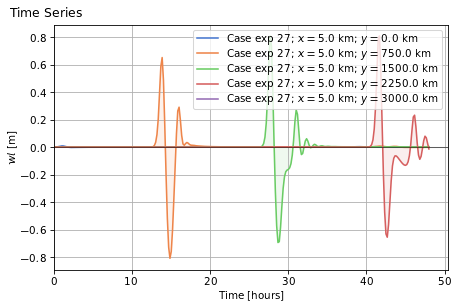 Time Series
Case exp 27; x = 5.0 km; y = 0.0 km
Case exp 27; x = 5.0 km; y = 750.0 km
Case exp 27; x = 5.0 km; y = 1500.0 km
Case exp 27; x = 5.0 km; y = 2250.0 km
Case exp 27; x = 5.0 km; y = 3000.0 km
wl [m]
0.8
0.6
0.4
0.2
0.0
−0.2
−0.4
−0.6
−0.8
0 10 20 30 40 50
Time [hours]